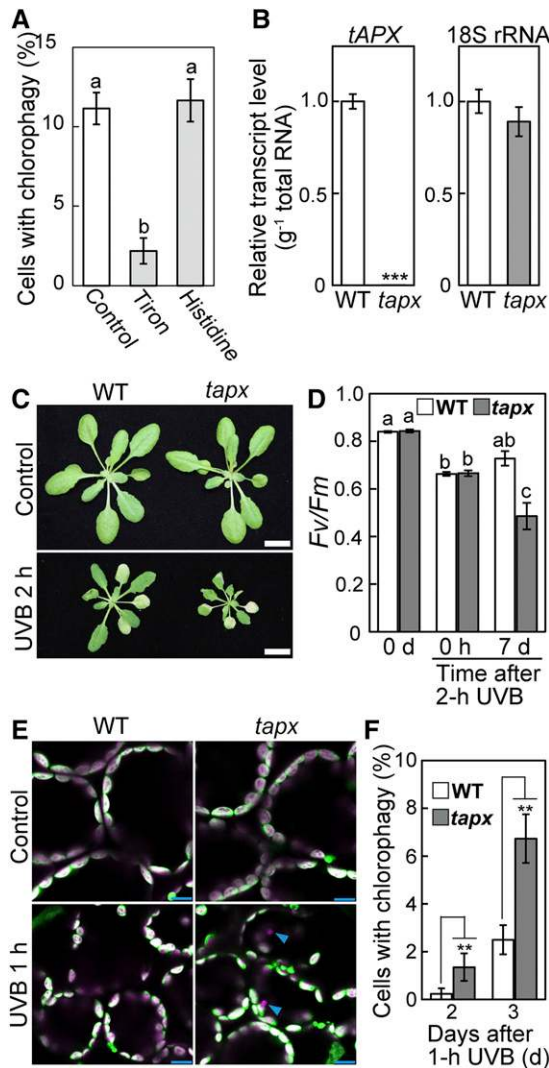 A
Cells with chlorophagy (%)
15
10
5
0
a
b
a
Control
Tiron
Histidine
B
tAPX
18S rRNA
Relative transcript level
(g-1 total RNA)
1.0
0.5
0
***
WT tapx
1.0
0.5
0
WT tapx
C
WT tapx
Control
UVB 2 h
D
WT tapx
Fv/Fm
1.0
0.8
0.6
0.4
0.2
0
a a
b b
ab
c
0 d 0 h 7 d
Time after
2-h UVB
E
WT tapx
Control
UVB 1 h
F
Cells with chlorophagy (%)
10
8
6
4
2
0
WT
tapx
**
**
2 3
Days after
1-h UVB (d)